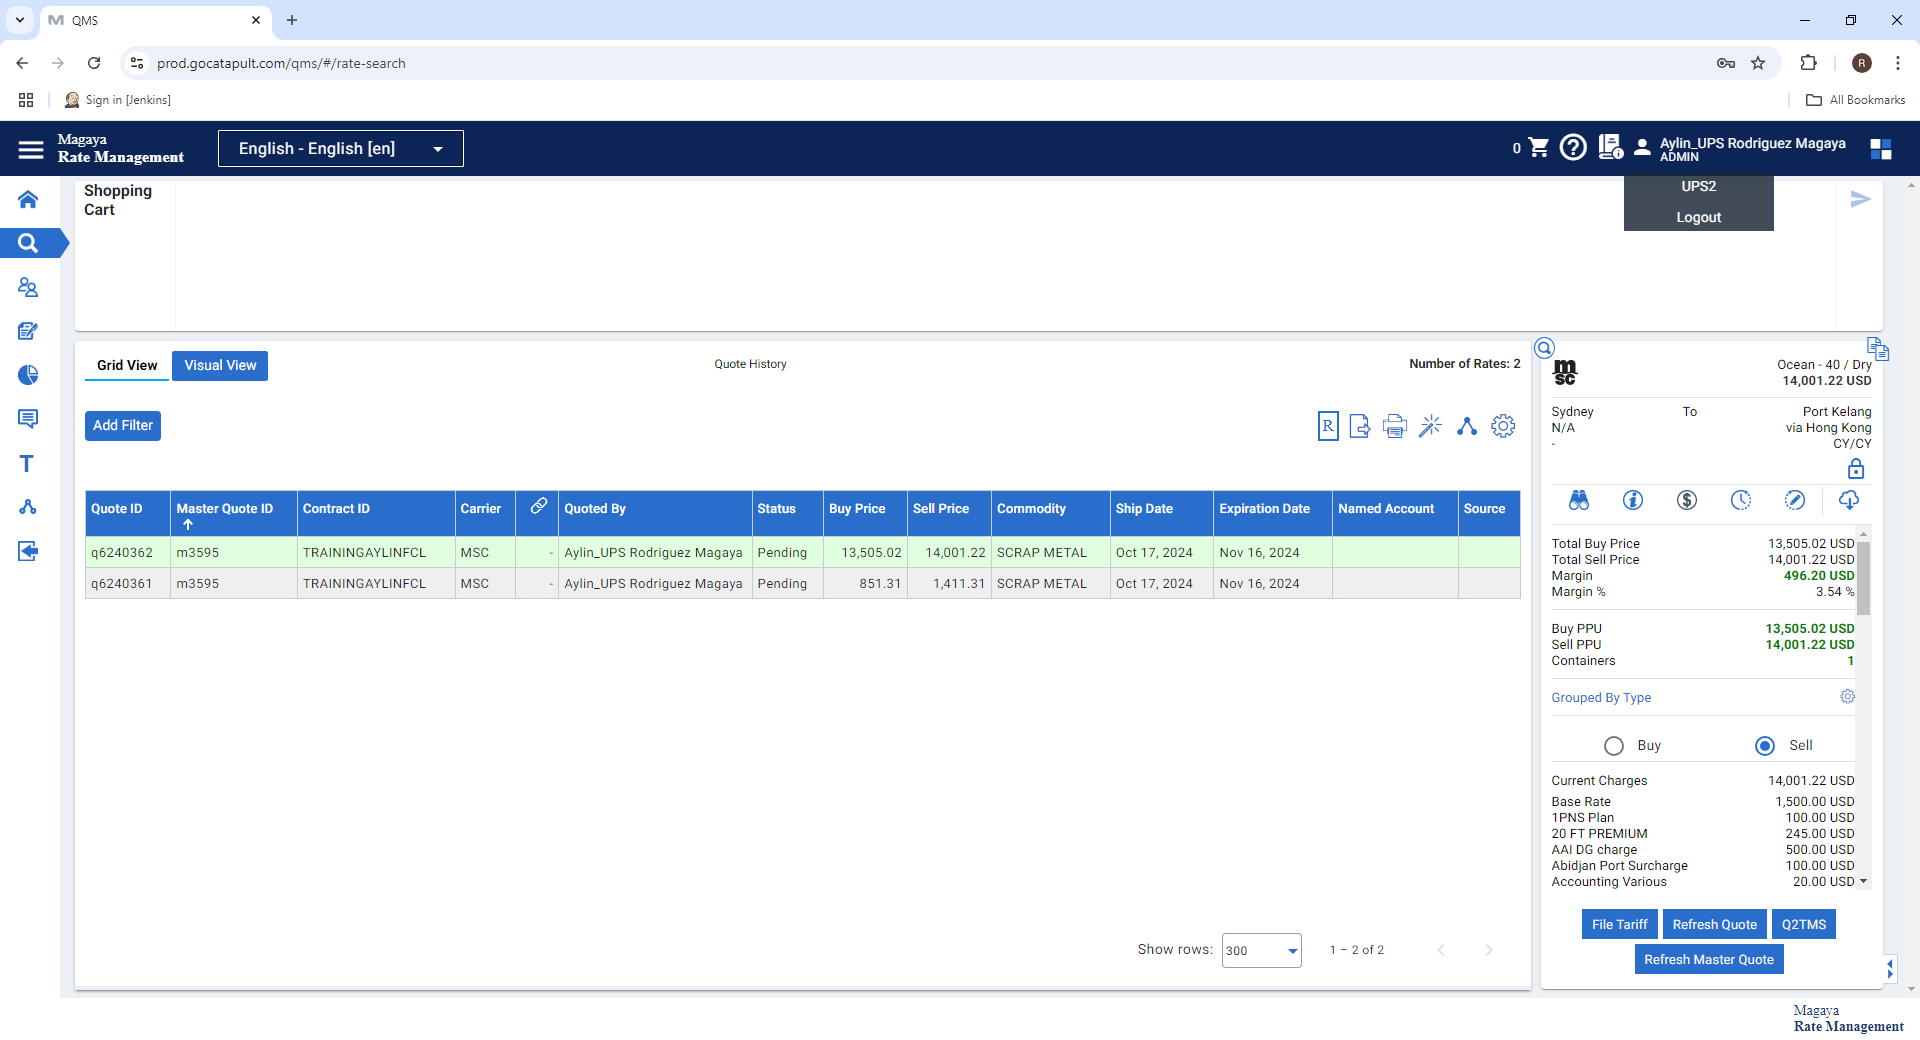 QMS
prod.gocatapult.com/qms/#/rate-search
R
Sign in [Jenkins]
All Bookmarks
Magaya
Rate Management
English - English [en]
0
Aylin_UPS Rodriguez Magaya
ADMIN
UPS2
Logout
Shopping
Cart
Grid View
Visual View
Quote History
Number of Rates: 2
Add Filter
R
Quote ID Master Quote ID Contract ID Carrier Quoted By Status Buy Price Sell Price Commodity Ship Date Expiration Date Named Account Source
q6240362 m3595 TRAININGAYLINFCL MSC - Aylin_UPS Rodriguez Magaya Pending 13,505.02 14,001.22 SCRAP METAL Oct 17, 2024 Nov 16, 2024
q6240361 m3595 TRAININGAYLINFCL MSC - Aylin_UPS Rodriguez Magaya Pending 851.31 1,411.31 SCRAP METAL Oct 17, 2024 Nov 16, 2024
Show rows: 300 1 – 2 of 2
msc
Ocean - 40 / Dry
14,001.22 USD
Sydney To Port Kelang
N/A via Hong Kong
- CY/CY
T
Total Buy Price 13,505.02 USD
Total Sell Price 14,001.22 USD
Margin 496.20 USD
Margin % 3.54 %
Buy PPU 13,505.02 USD
Sell PPU 14,001.22 USD
Containers 1
Grouped By Type
Buy Sell
Current Charges 14,001.22 USD
Base Rate 1,500.00 USD
1PNS Plan 100.00 USD
20 FT PREMIUM 245.00 USD
AAI DG charge 500.00 USD
Abidjan Port Surcharge 100.00 USD
Accounting Various 20.00 USD
File Tariff Refresh Quote Q2TMS
Refresh Master Quote
Magaya
Rate Management